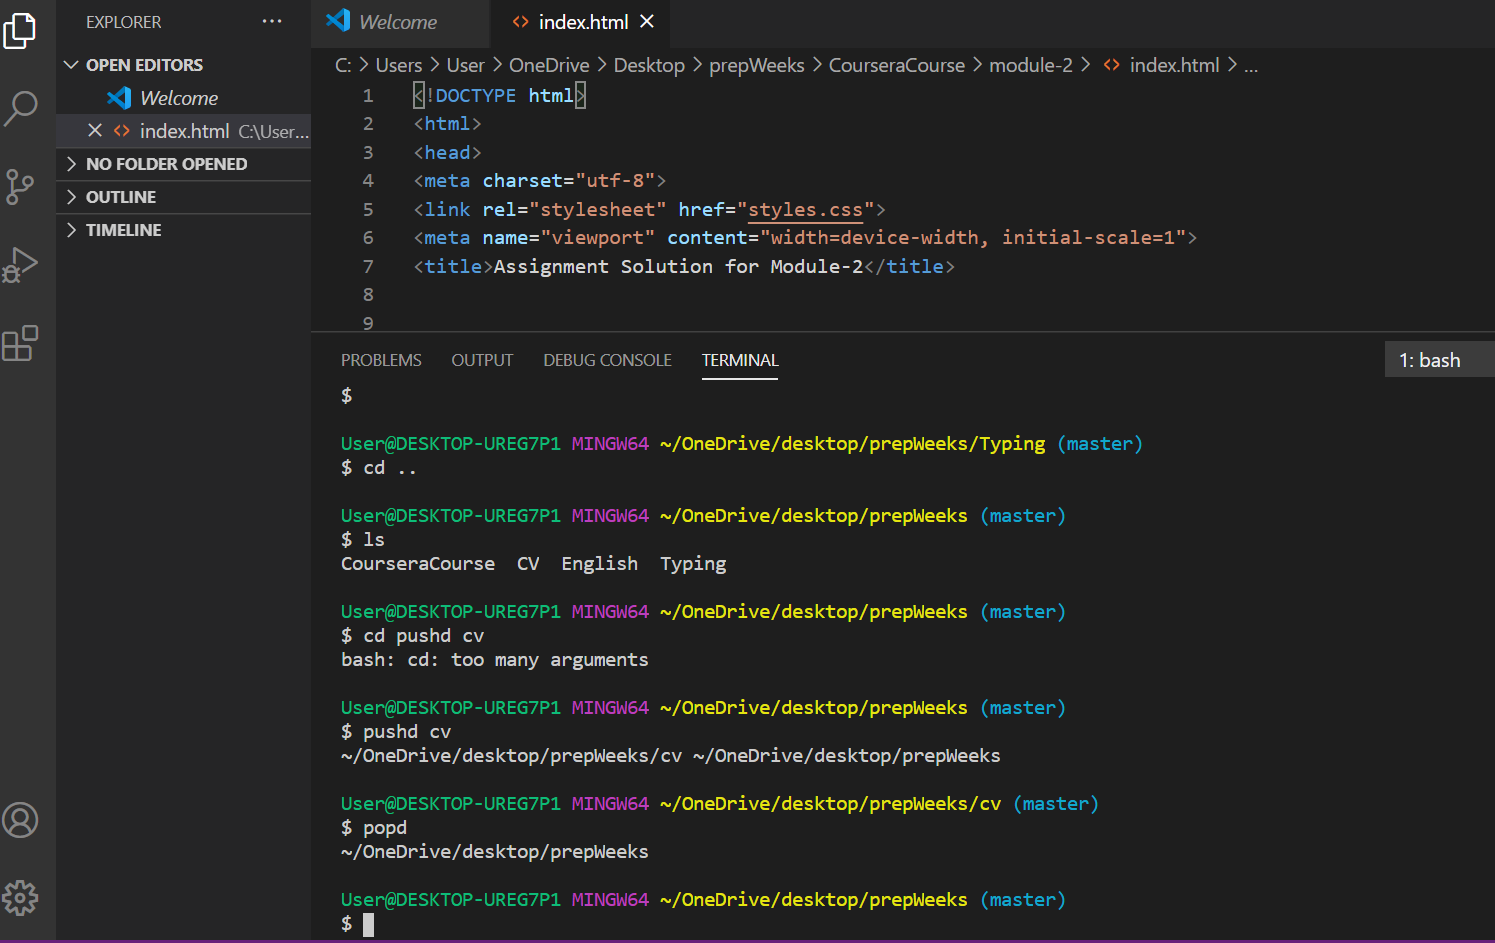 EXPLORER ...
OPEN EDITORS
Welcome
index.html C:\User...
NO FOLDER OPENED
OUTLINE
TIMELINE
Welcome index.html
C: > Users > User > OneDrive > Desktop > prepWeeks > CourseraCourse > module-2 > <> index.html > ...
1 <!DOCTYPE html>
2 <html>
3 <head>
4 <meta charset="utf-8">
5 <link rel="stylesheet" href="styles.css">
6 <meta name="viewport" content="width=device-width, initial-scale=1">
7 <title>Assignment Solution for Module-2</title>
8
9
PROBLEMS OUTPUT DEBUG CONSOLE TERMINAL 1: bash
$
User@DESKTOP-UREG7P1 MINGW64 ~/OneDrive/desktop/prepWeeks/Typing (master)
$ cd ..
User@DESKTOP-UREG7P1 MINGW64 ~/OneDrive/desktop/prepWeeks (master)
$ ls
CourseraCourse CV English Typing
User@DESKTOP-UREG7P1 MINGW64 ~/OneDrive/desktop/prepWeeks (master)
$ cd pushd cv
bash: cd: too many arguments
User@DESKTOP-UREG7P1 MINGW64 ~/OneDrive/desktop/prepWeeks (master)
$ pushd cv
~/OneDrive/desktop/prepWeeks/cv ~/OneDrive/desktop/prepWeeks
User@DESKTOP-UREG7P1 MINGW64 ~/OneDrive/desktop/prepWeeks/cv (master)
$ popd
~/OneDrive/desktop/prepWeeks
User@DESKTOP-UREG7P1 MINGW64 ~/OneDrive/desktop/prepWeeks (master)
$